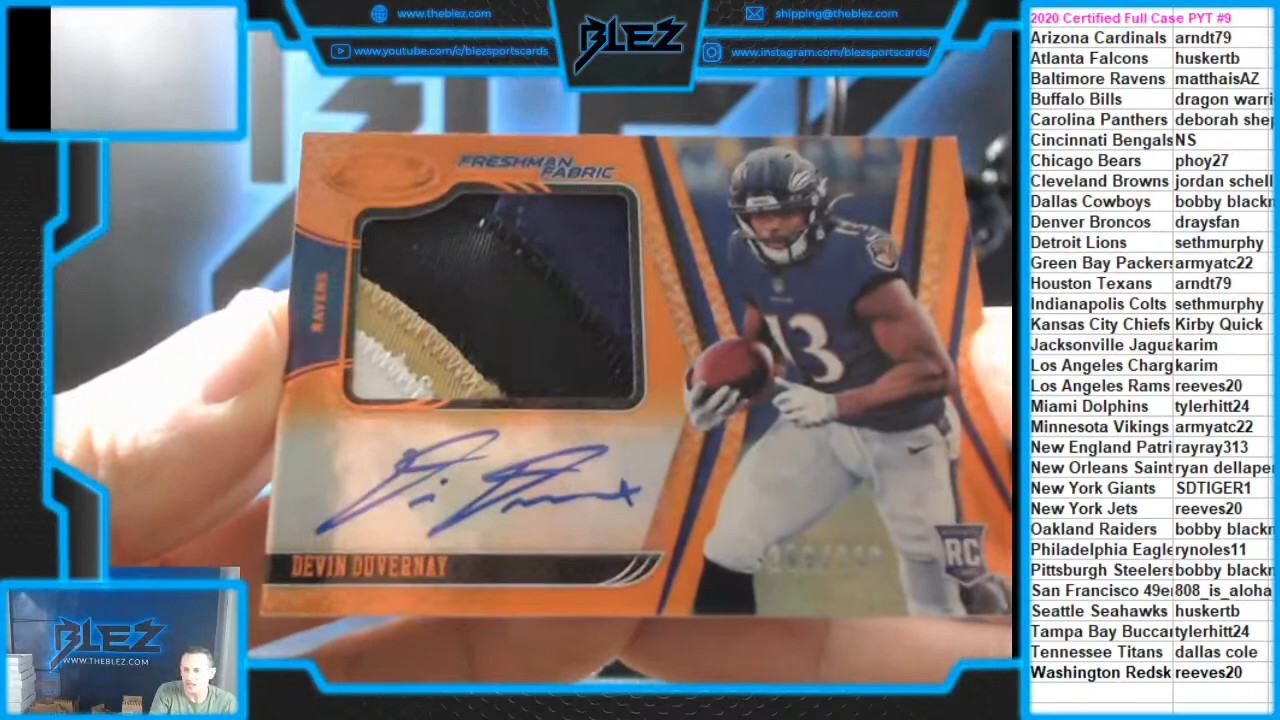 www.theblez.com
www.youtube.com/c/blezsportscards
BLEZ
shipping@theblez.com
www.instagram.com/blezsportscards/
FRESHMAN
FABRIC
RAVENS
13
13
DEVIN DUVERNAY
RC
BLEZ
WWW.THEBLEZ.COM
2020 Certified Full Case PYT #9
Arizona Cardinals arndt79
Atlanta Falcons huskertb
Baltimore Ravens matthaisAZ
Buffalo Bills dragon warri
Carolina Panthers deborah shep
Cincinnati Bengals NS
Chicago Bears phoy27
Cleveland Browns jordan schell
Dallas Cowboys bobby blackn
Denver Broncos draysfan
Detroit Lions sethmurphy
Green Bay Packers armyatc22
Houston Texans arndt79
Indianapolis Colts sethmurphy
Kansas City Chiefs Kirby Quick
Jacksonville Jagua karim
Los Angeles Charg karim
Los Angeles Rams reeves20
Miami Dolphins tylerhitt24
Minnesota Vikings armyatc22
New England Patri rayray313
New Orleans Saint ryan dellaper
New York Giants SDTIGER1
New York Jets reeves20
Oakland Raiders bobby blackn
Philadelphia Eagle rynoles11
Pittsburgh Steelers bobby blackn
San Francisco 49e 808_is_aloha
Seattle Seahawks huskertb
Tampa Bay Bucca tylerhitt24
Tennessee Titans dallas cole
Washington Redsk reeves20